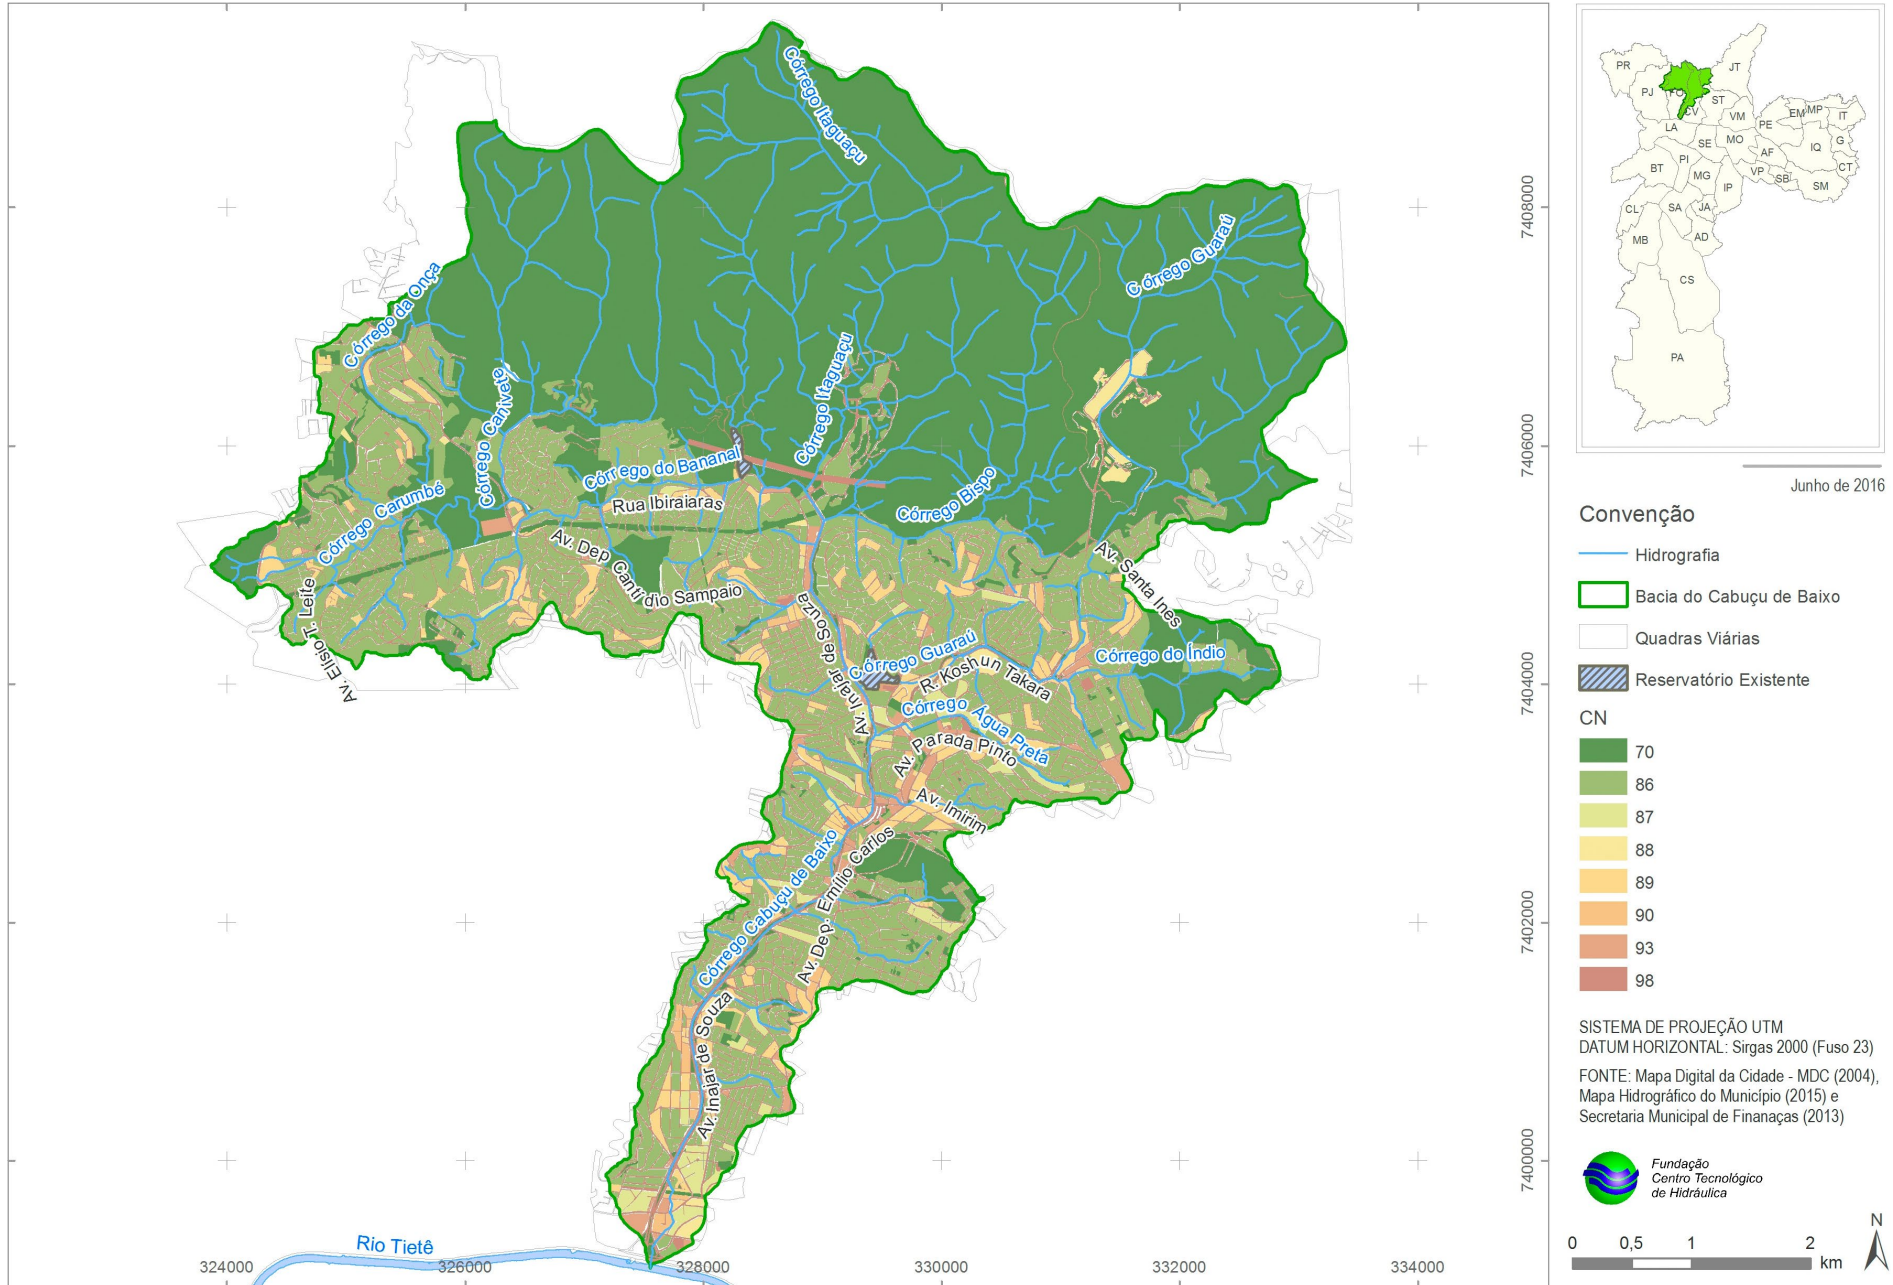 Córrego Itaguaçu
Córrego Guaraú
Córrego da Onça
Córrego Canivete
Córrego Itaguaçu
Córrego do Bananal
Rua Ibiraiaras
Córrego Bispo
Córrego Carumbé
Av. Dep. Cantídio Sampaio
Av. Elísio T. Leite
Av. Santa Ines
Av. Inajar de Souza
Córrego Guaraú
R. Koshun Takara
Córrego do Índio
Córrego Água Preta
Av. Parada Pinto
Av. Imirim
Córrego Cabuçu de Baixo
Av. Dep. Emílio Carlos
Av. Inajar de Souza
Rio Tietê
324000
326000
328000
330000
332000
334000
7408000
7406000
7404000
7402000
7400000
PR
JT
PJ
FO
CV
ST
LA
VM
PE
EM
MP
IT
SE
MO
AF
IQ
G
BT
PI
MG
IP
VP
SB
SM
CT
CL
SA
JA
MB
AD
CS
PA
Junho de 2016
Convenção
Hidrografia
Bacia do Cabuçu de Baixo
Quadras Viárias
Reservatório Existente
CN
70
86
87
88
89
90
93
98
SISTEMA DE PROJEÇÃO UTM
DATUM HORIZONTAL: Sirgas 2000 (Fuso 23)
FONTE: Mapa Digital da Cidade - MDC (2004),
Mapa Hidrográfico do Município (2015) e
Secretaria Municipal de Finanaças (2013)
Fundação
Centro Tecnológico
de Hidráulica
N
0 0,5 1 2
km